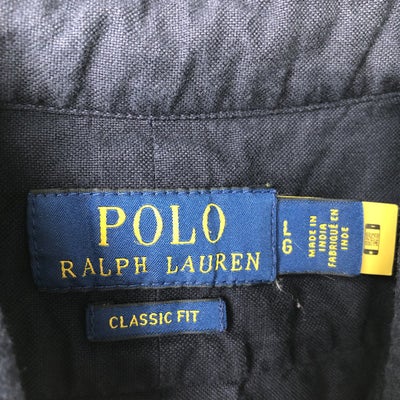 POLO
RALPH LAUREN
LG
MADE IN
INDIA
FABRIQUÉ EN
INDE
CLASSIC FIT